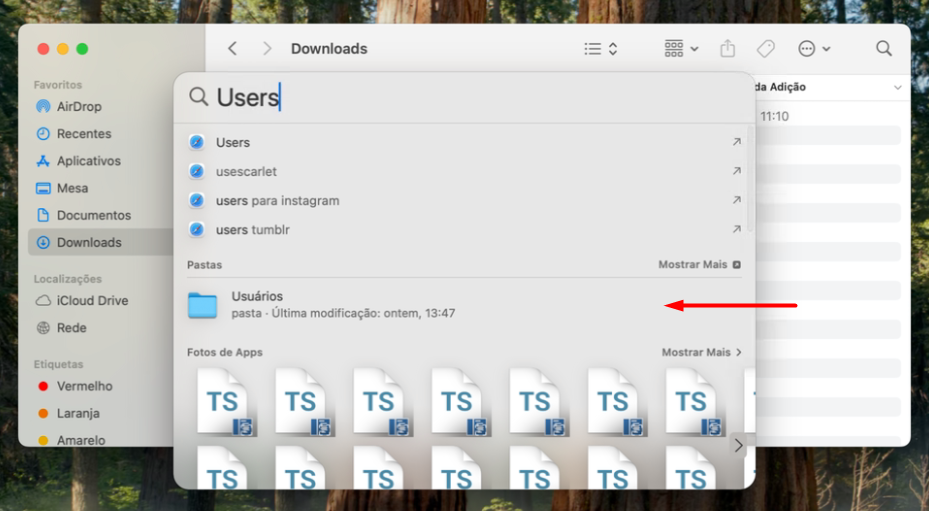 Downloads
Favoritos
AirDrop
Recentes
Aplicativos
Mesa
Documentos
Downloads
Localizações
iCloud Drive
Rede
Etiquetas
Vermelho
Laranja
Amarelo
da Adição
11:10
Users
Users
usescarlet
users para instagram
users tumblr
Pastas Mostrar Mais
Usuários
pasta · Última modificação: ontem, 13:47
Fotos de Apps Mostrar Mais
TS TS TS TS TS TS TS
TS TS TS TS TS TS TS